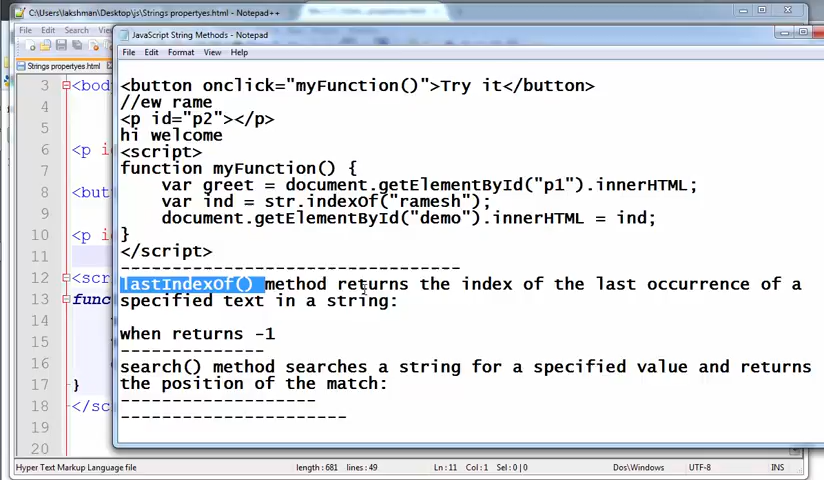 C:\Users\lakshman\Desktop\js\Strings propertyes.html - Notepad++
File Edit Search
JavaScript String Methods - Notepad
File Edit Format View Help
Strings propertyes.html
<button onclick="myFunction()">Try it</button>
//ew rame
<p id="p2"></p>
hi welcome
<script>
function myFunction() {
var greet = document.getElementById("p1").innerHTML;
var ind = str.indexOf("ramesh");
document.getElementById("demo").innerHTML = ind;
}
</script>
---------------------------------
lastIndexOf() method returns the index of the last occurrence of a
specified text in a string:
when returns -1
--------------
search() method searches a string for a specified value and returns
the position of the match:
-------------------
----------------------
3 <body
4
5
6 <p i
7
8 <but
9
10 <p i
11
12 <scr
13 func
14
15
16
17 }
18 </sc
19
20
Hyper Text Markup Language file length : 681 lines : 49 Ln : 11 Col : 1 Sel : 0 | 0 Dos\Windows UTF-8 INS